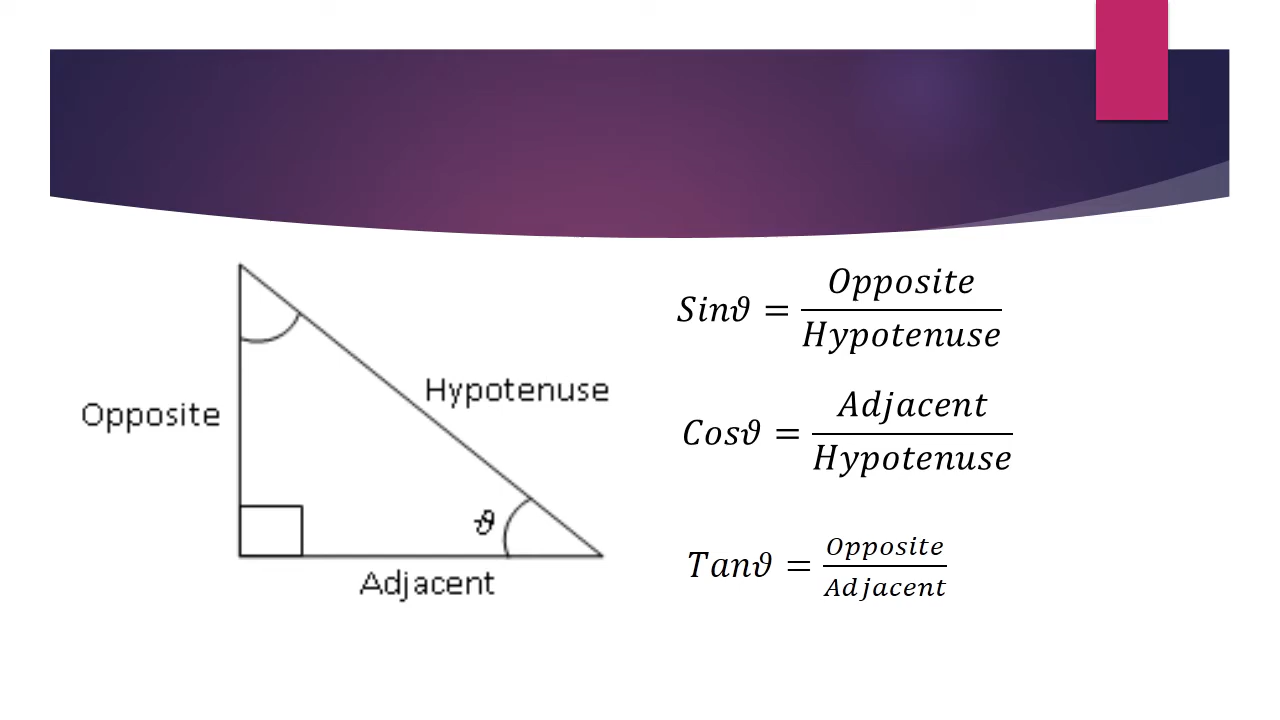 Opposite
Hypotenuse
ϑ
Adjacent
Sinϑ = Opposite/Hypotenuse
Cosϑ = Adjacent/Hypotenuse
Tanϑ = Opposite/Adjacent